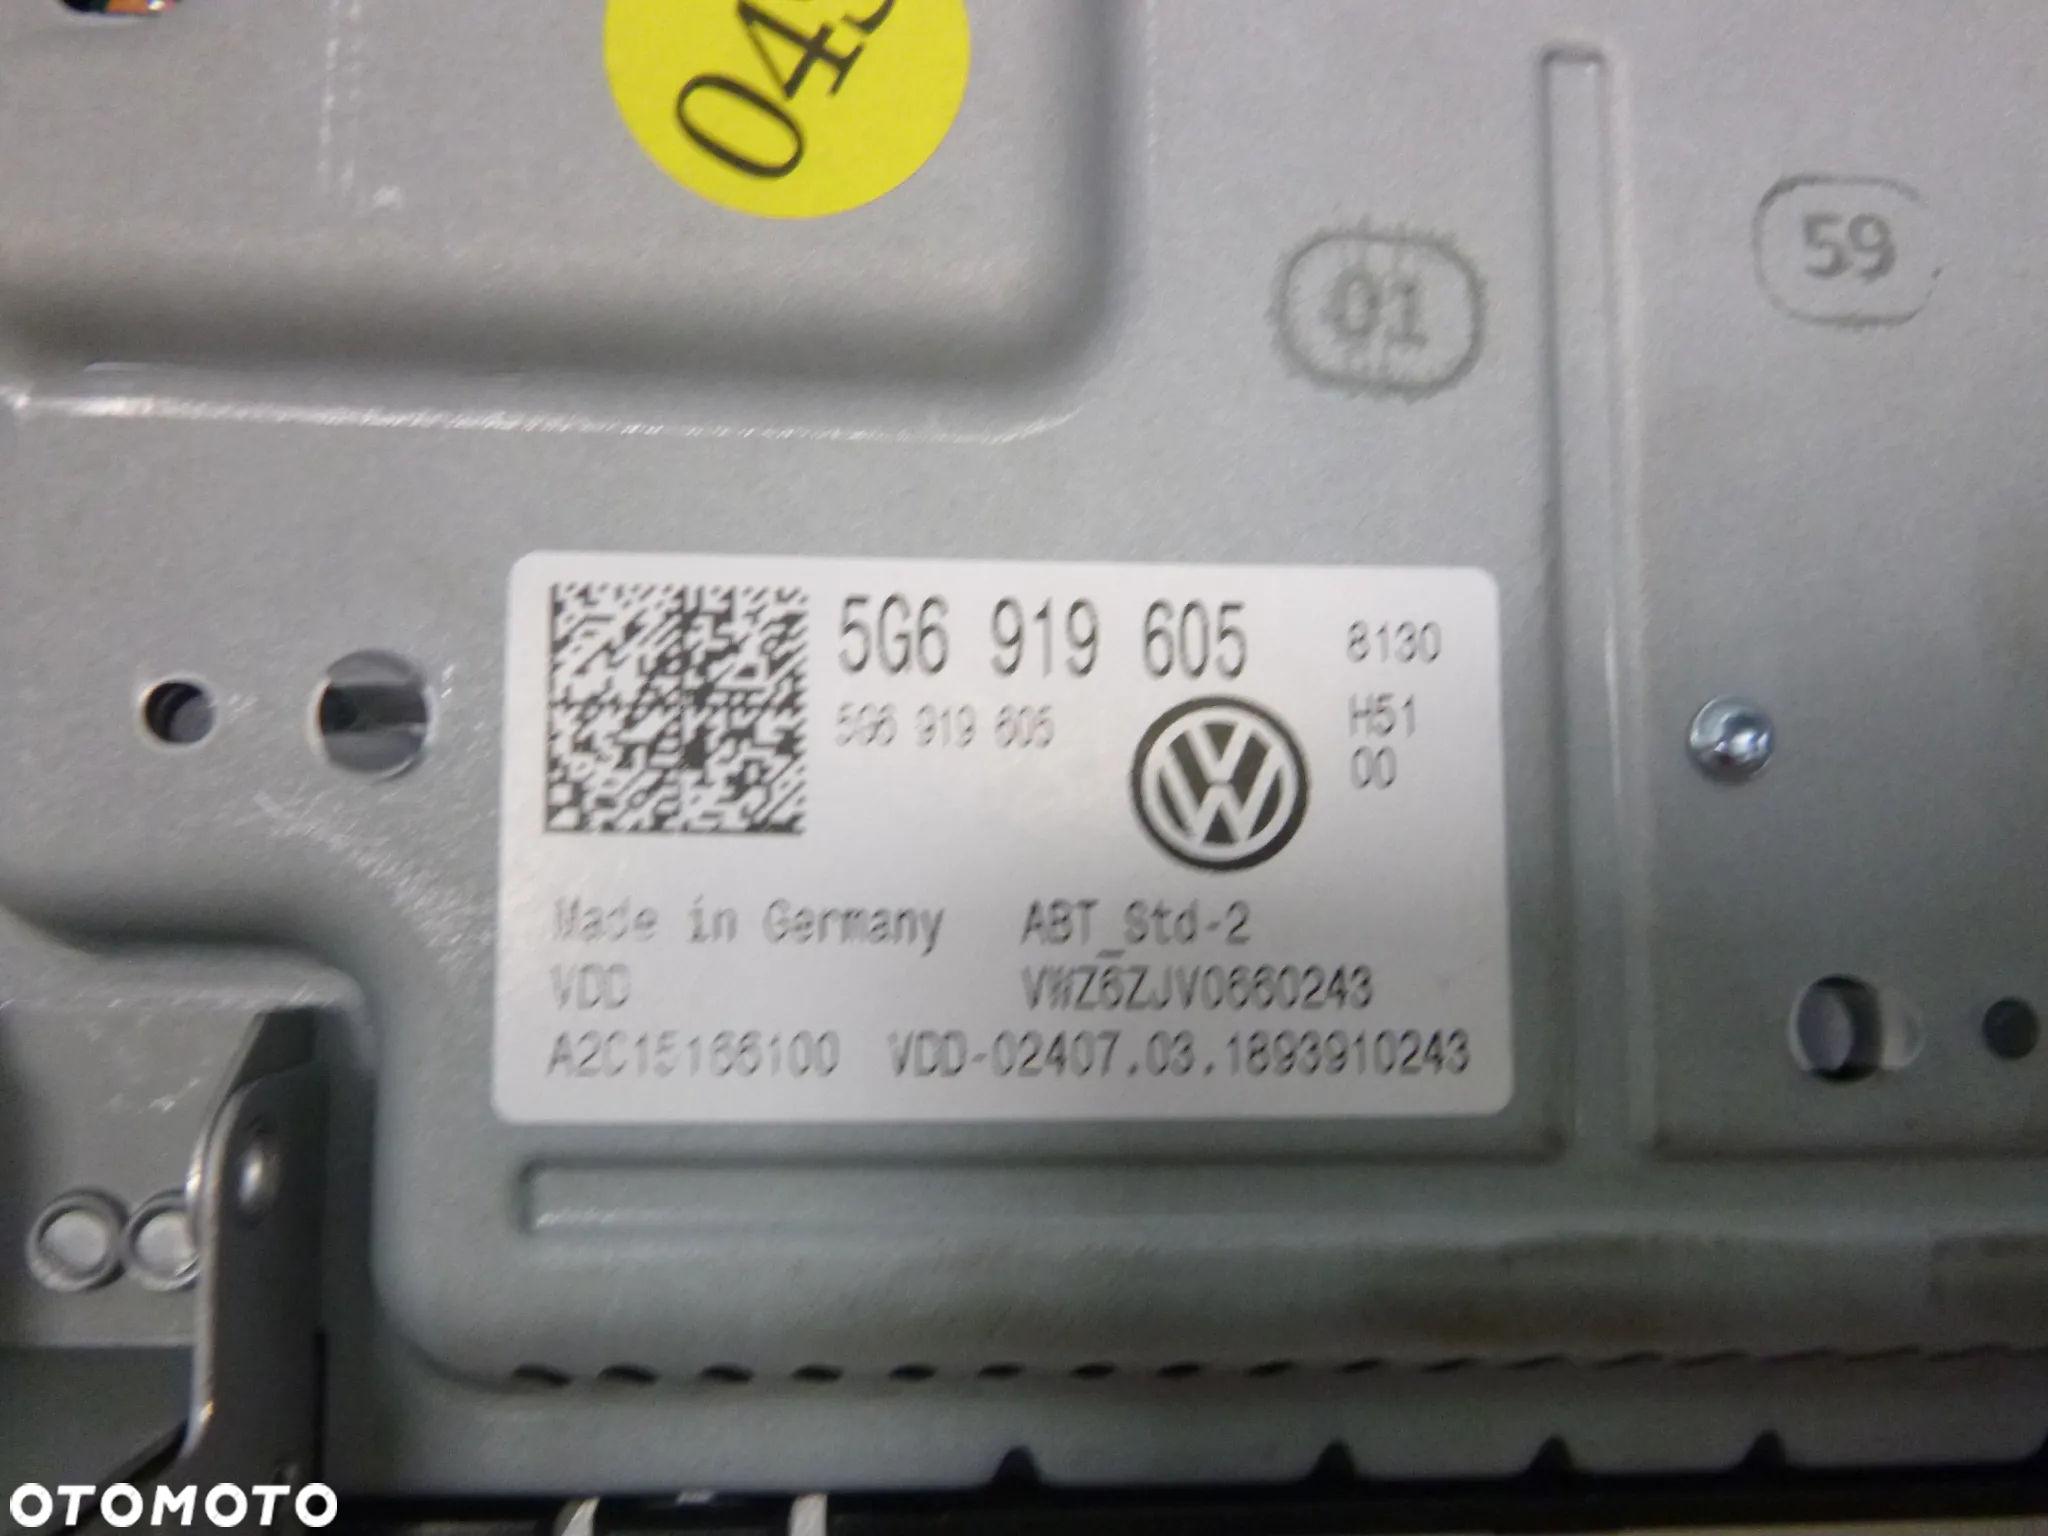 01
59
5G6 919 605
8130
5G6 919 605
H51
00
Made in Germany
ABT_Std-2
VDD
VWZ6ZJV0660243
A2C15166100
VDD-02407.03.1893910243
OTOMOTO